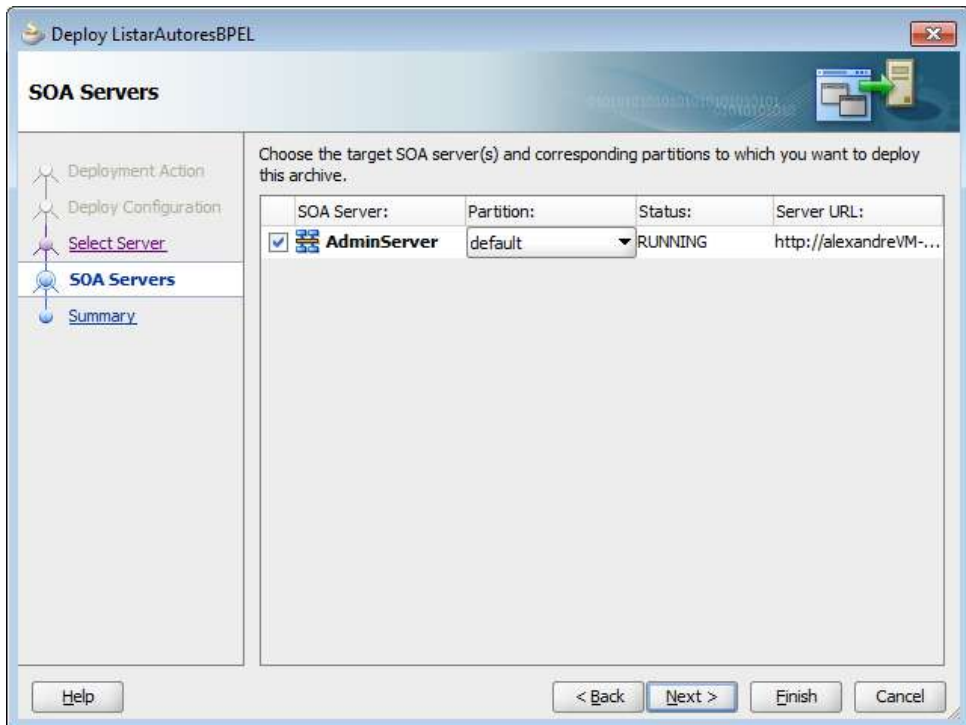 Deploy ListarAutoresBPEL
SOA Servers
Deployment Action
Deploy Configuration
Select Server
SOA Servers
Summary
Choose the target SOA server(s) and corresponding partitions to which you want to deploy
this archive.
SOA Server: Partition: Status: Server URL:
AdminServer default RUNNING http://alexandreVM-...
Help < Back Next > Finish Cancel